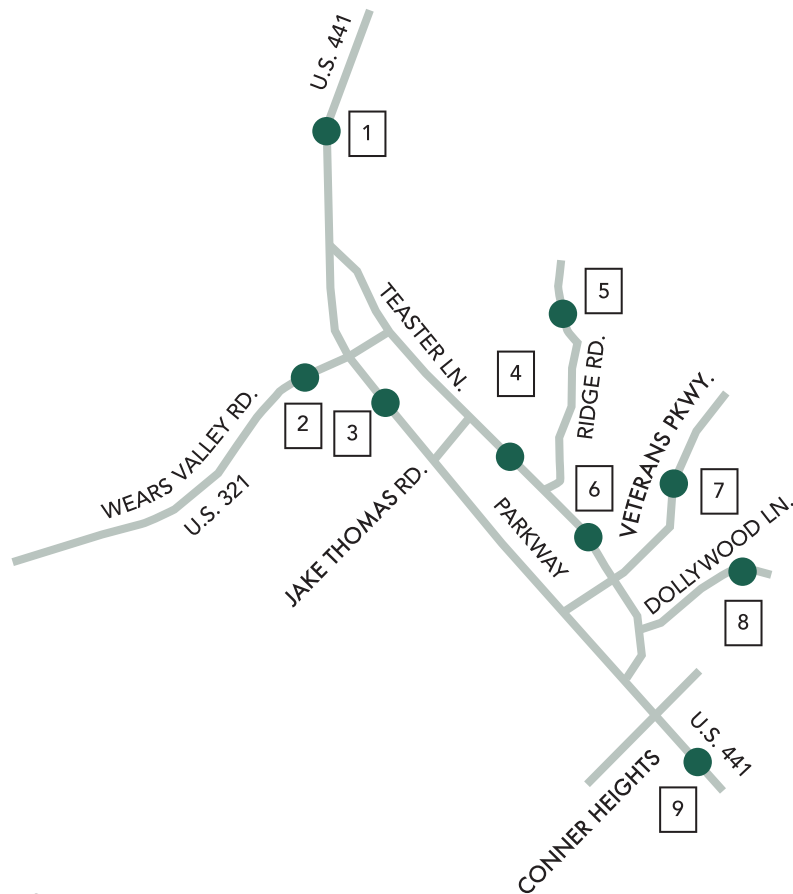 U.S. 441
1
5
TEASTER LN.
4
RIDGE RD.
2
3
WEARS VALLEY RD.
U.S. 321
VETERANS PKWY.
6
7
JAKE THOMAS RD.
PARKWAY
DOLLYWOOD LN.
8
U.S. 441
CONNER HEIGHTS
9